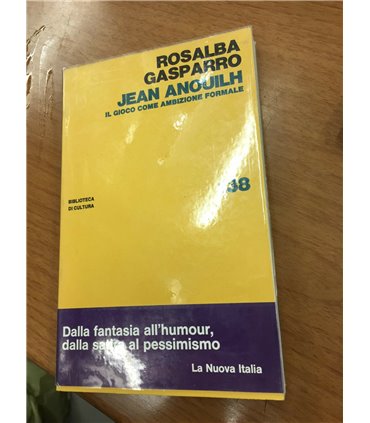 ROSALBA
GASPARRO
JEAN ANOUILH
IL GIOCO COME AMBIZIONE FORMALE
BIBLIOTECA
DI CULTURA
38
Dalla fantasia all'humour,
dalla satira al pessimismo
La Nuova Italia